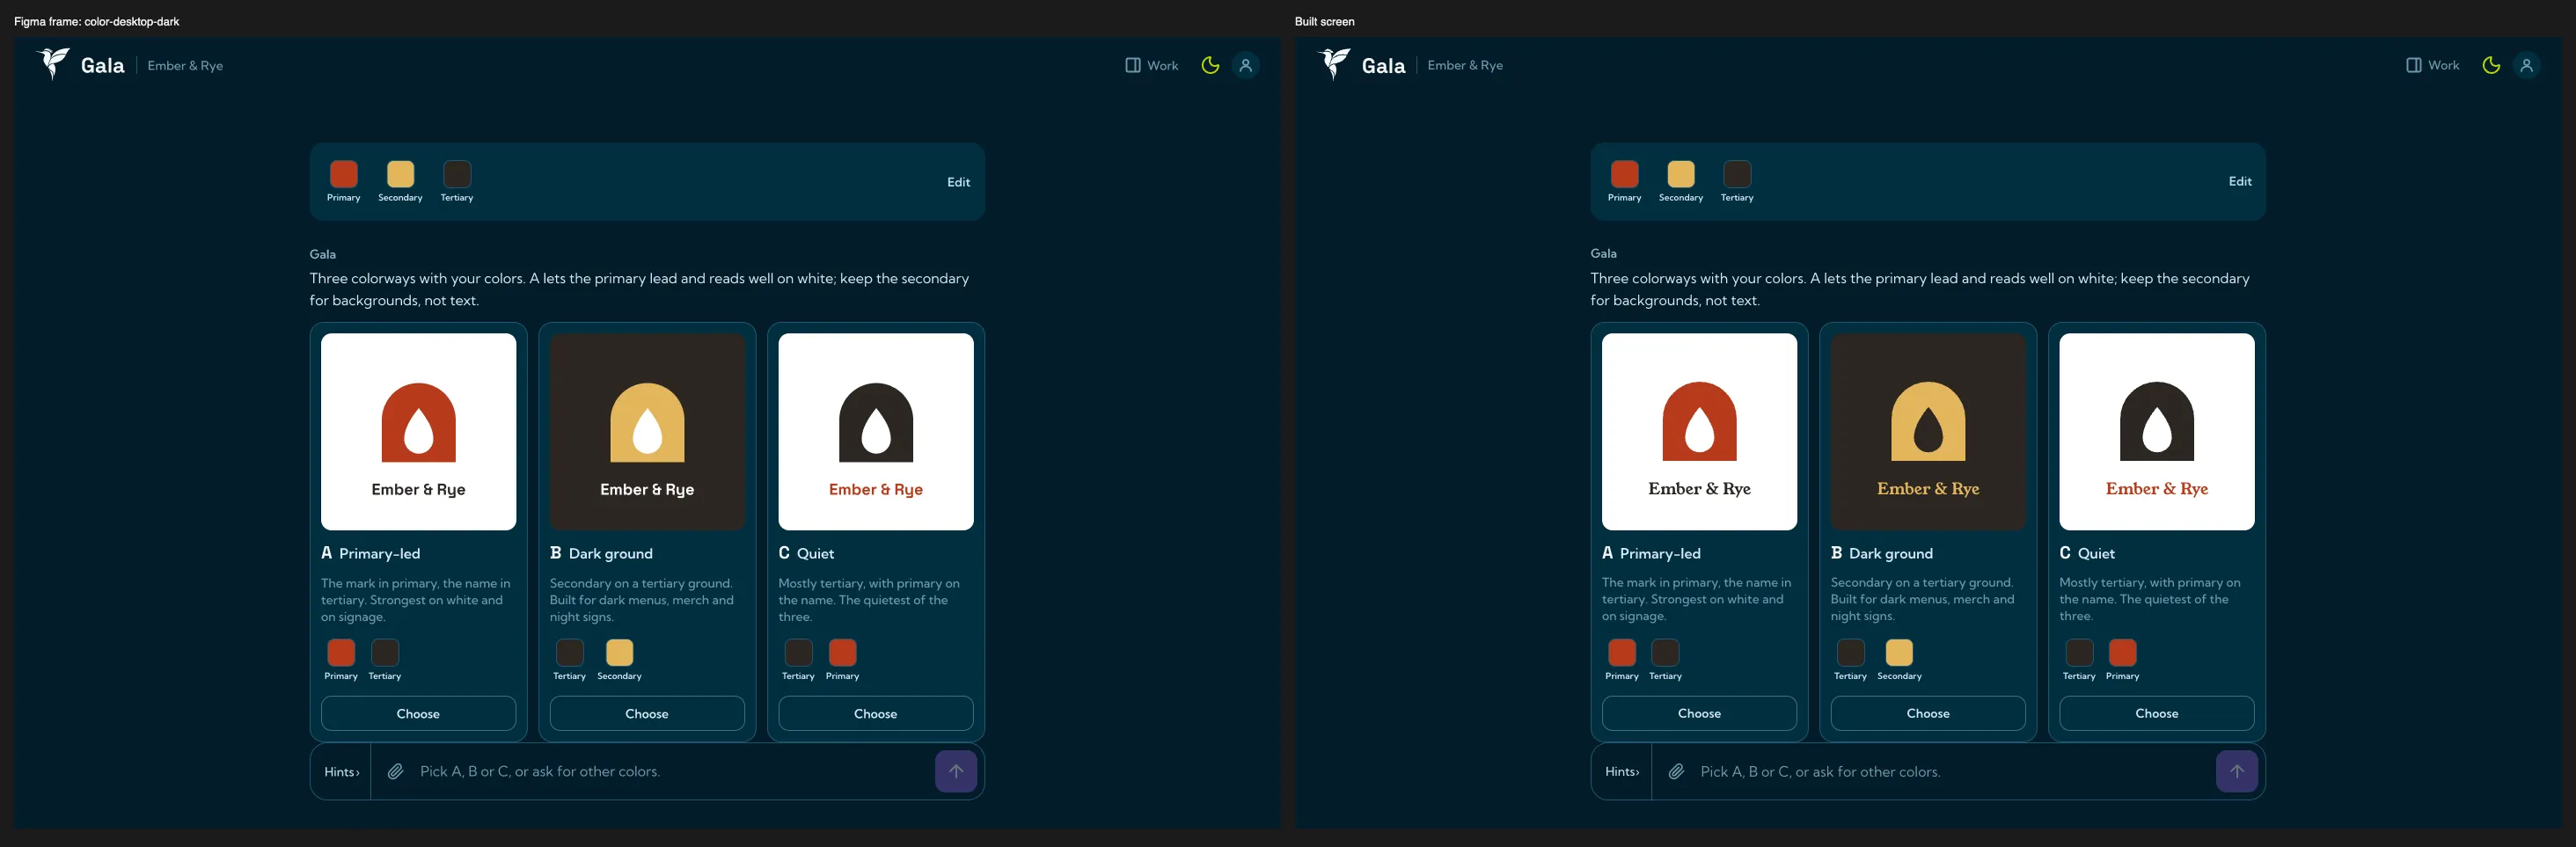 Figma frame: color-desktop-dark
Gala
Ember & Rye
Work
Primary
Secondary
Tertiary
Edit
Gala
Three colorways with your colors. A lets the primary lead and reads well on white; keep the secondary
for backgrounds, not text.
Ember & Rye
A Primary-led
The mark in primary, the name in
tertiary. Strongest on white and
on signage.
Primary
Tertiary
Choose
Ember & Rye
B Dark ground
Secondary on a tertiary ground.
Built for dark menus, merch and
night signs.
Tertiary
Secondary
Choose
Ember & Rye
C Quiet
Mostly tertiary, with primary on
the name. The quietest of the
three.
Tertiary
Primary
Choose
Hints›
Pick A, B or C, or ask for other colors.
Built screen
Gala
Ember & Rye
Work
Primary
Secondary
Tertiary
Edit
Gala
Three colorways with your colors. A lets the primary lead and reads well on white; keep the secondary
for backgrounds, not text.
Ember & Rye
A Primary-led
The mark in primary, the name in
tertiary. Strongest on white and
on signage.
Primary
Tertiary
Choose
Ember & Rye
B Dark ground
Secondary on a tertiary ground.
Built for dark menus, merch and
night signs.
Tertiary
Secondary
Choose
Ember & Rye
C Quiet
Mostly tertiary, with primary on
the name. The quietest of the
three.
Tertiary
Primary
Choose
Hints›
Pick A, B or C, or ask for other colors.